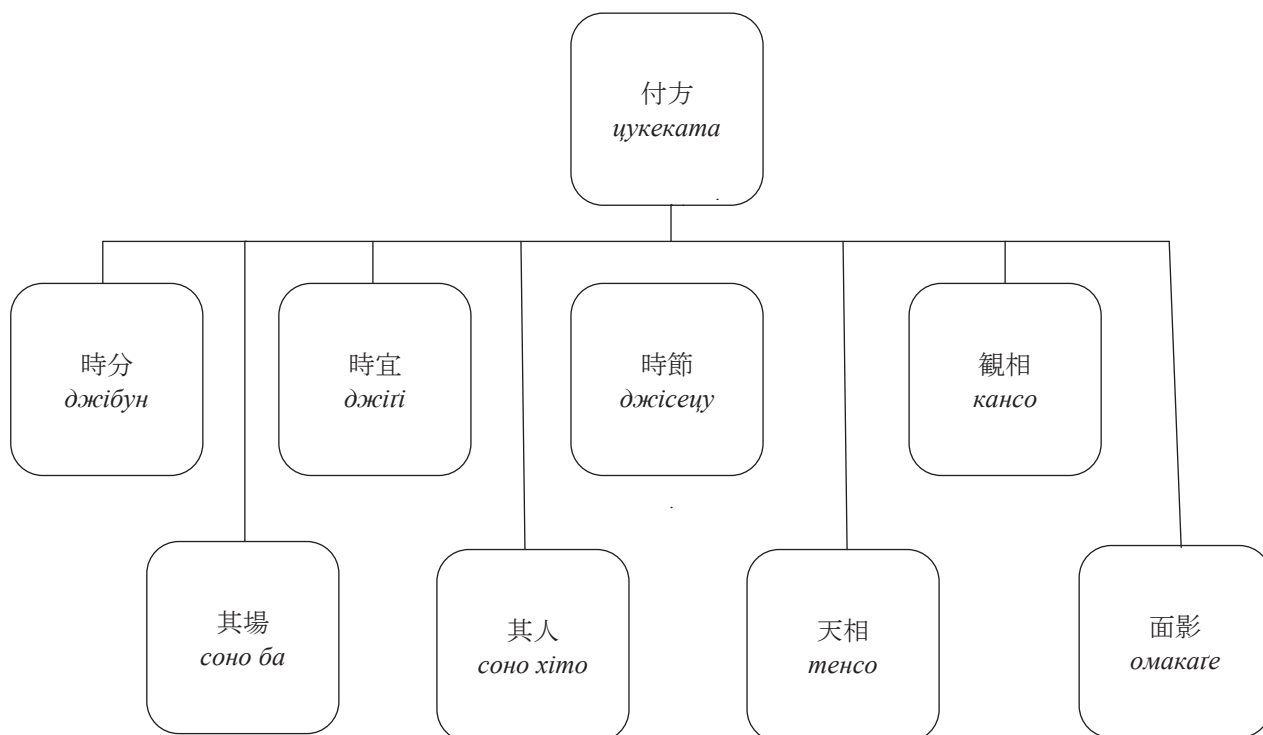 付方
цукеката
時分
джібун
時宜
джіґі
時節
джісецу
観相
кансо
其場
соно ба
其人
соно хіто
天相
тенсо
面影
омакаґе